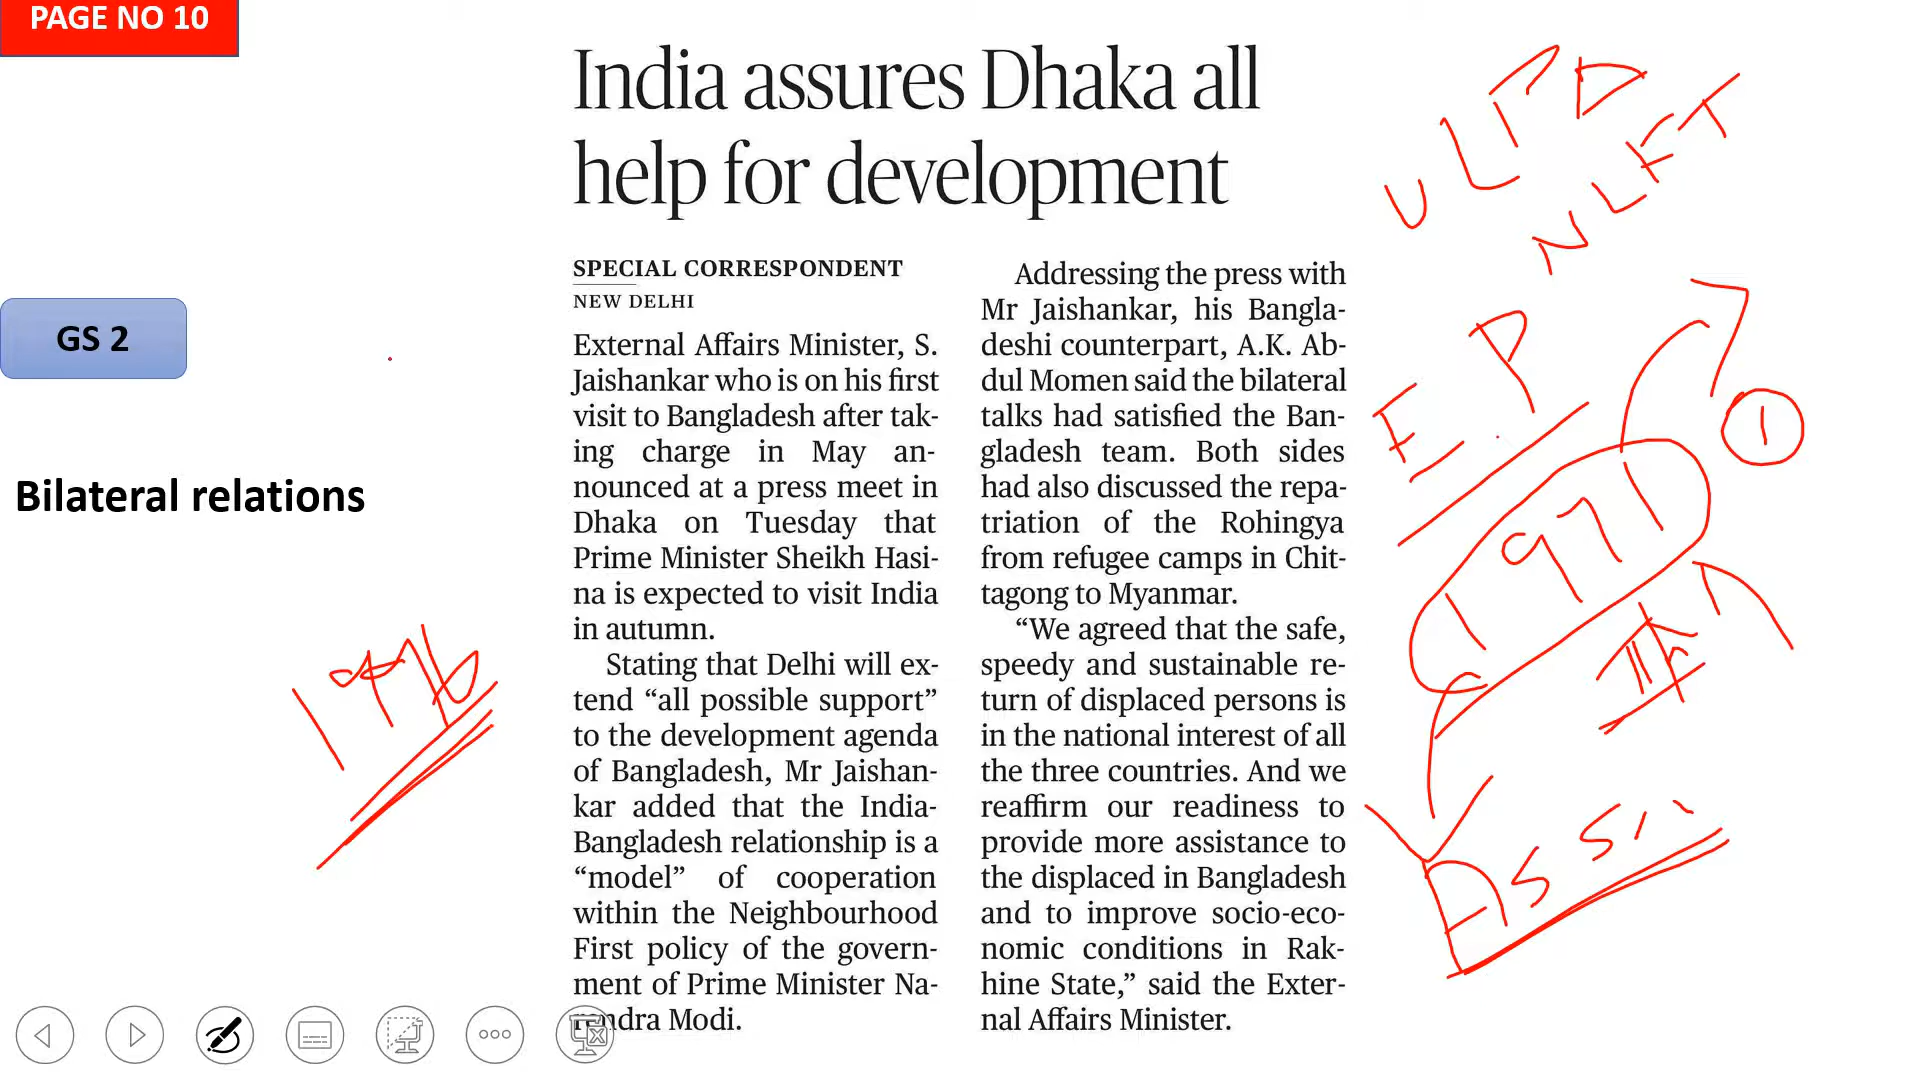 PAGE NO 10
GS 2
Bilateral relations
India assures Dhaka all
help for development
SPECIAL CORRESPONDENT
NEW DELHI
External Affairs Minister, S.
Jaishankar who is on his first
visit to Bangladesh after tak-
ing charge in May an-
nounced at a press meet in
Dhaka on Tuesday that
Prime Minister Sheikh Hasi-
na is expected to visit India
in autumn.
Stating that Delhi will ex-
tend “all possible support”
to the development agenda
of Bangladesh, Mr Jaishan-
kar added that the India-
Bangladesh relationship is a
“model” of cooperation
within the Neighbourhood
First policy of the govern-
ment of Prime Minister Na-
rendra Modi.
Addressing the press with
Mr Jaishankar, his Bangla-
deshi counterpart, A.K. Ab-
dul Momen said the bilateral
talks had satisfied the Ban-
gladesh team. Both sides
had also discussed the repa-
triation of the Rohingya
from refugee camps in Chit-
tagong to Myanmar.
“We agreed that the safe,
speedy and sustainable re-
turn of displaced persons is
in the national interest of all
the three countries. And we
reaffirm our readiness to
provide more assistance to
the displaced in Bangladesh
and to improve socio-eco-
nomic conditions in Rak-
hine State,” said the Exter-
nal Affairs Minister.
NLFT
E.P
1971
1
1996